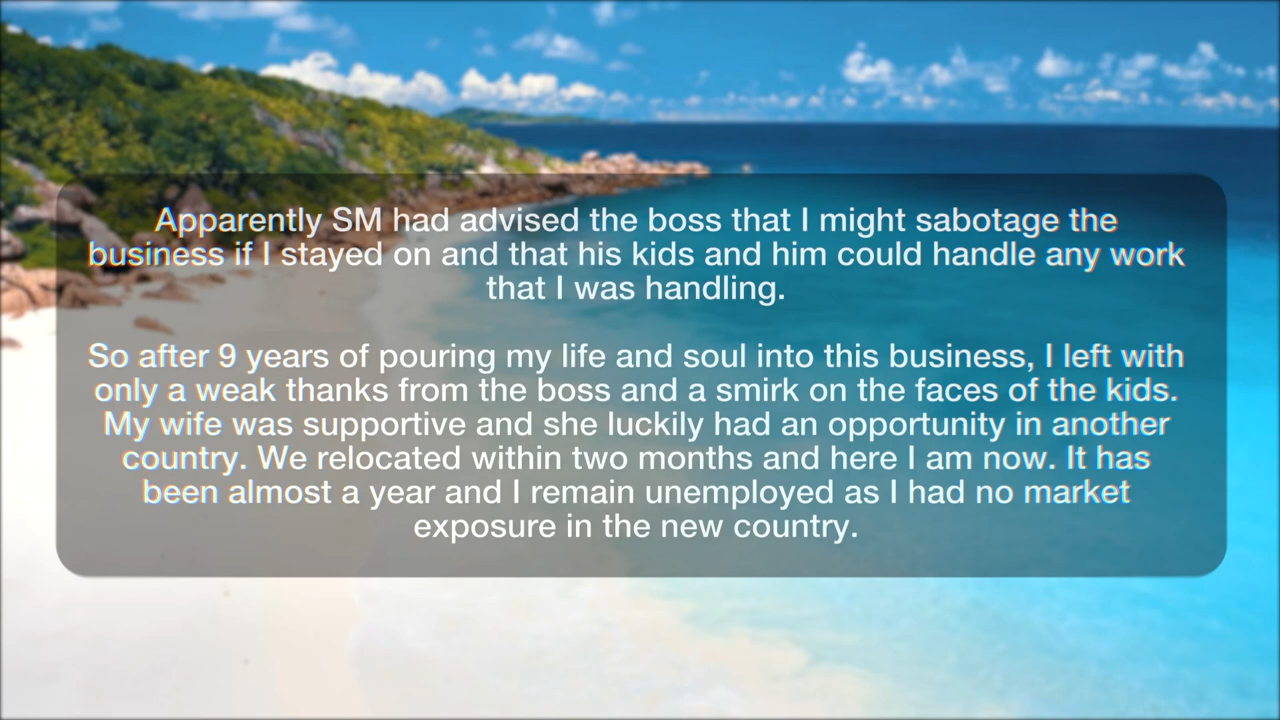 Apparently SM had advised the boss that I might sabotage the
business if I stayed on and that his kids and him could handle any work
that I was handling.
So after 9 years of pouring my life and soul into this business, I left with
only a weak thanks from the boss and a smirk on the faces of the kids.
My wife was supportive and she luckily had an opportunity in another
country. We relocated within two months and here I am now. It has
been almost a year and I remain unemployed as I had no market
exposure in the new country.